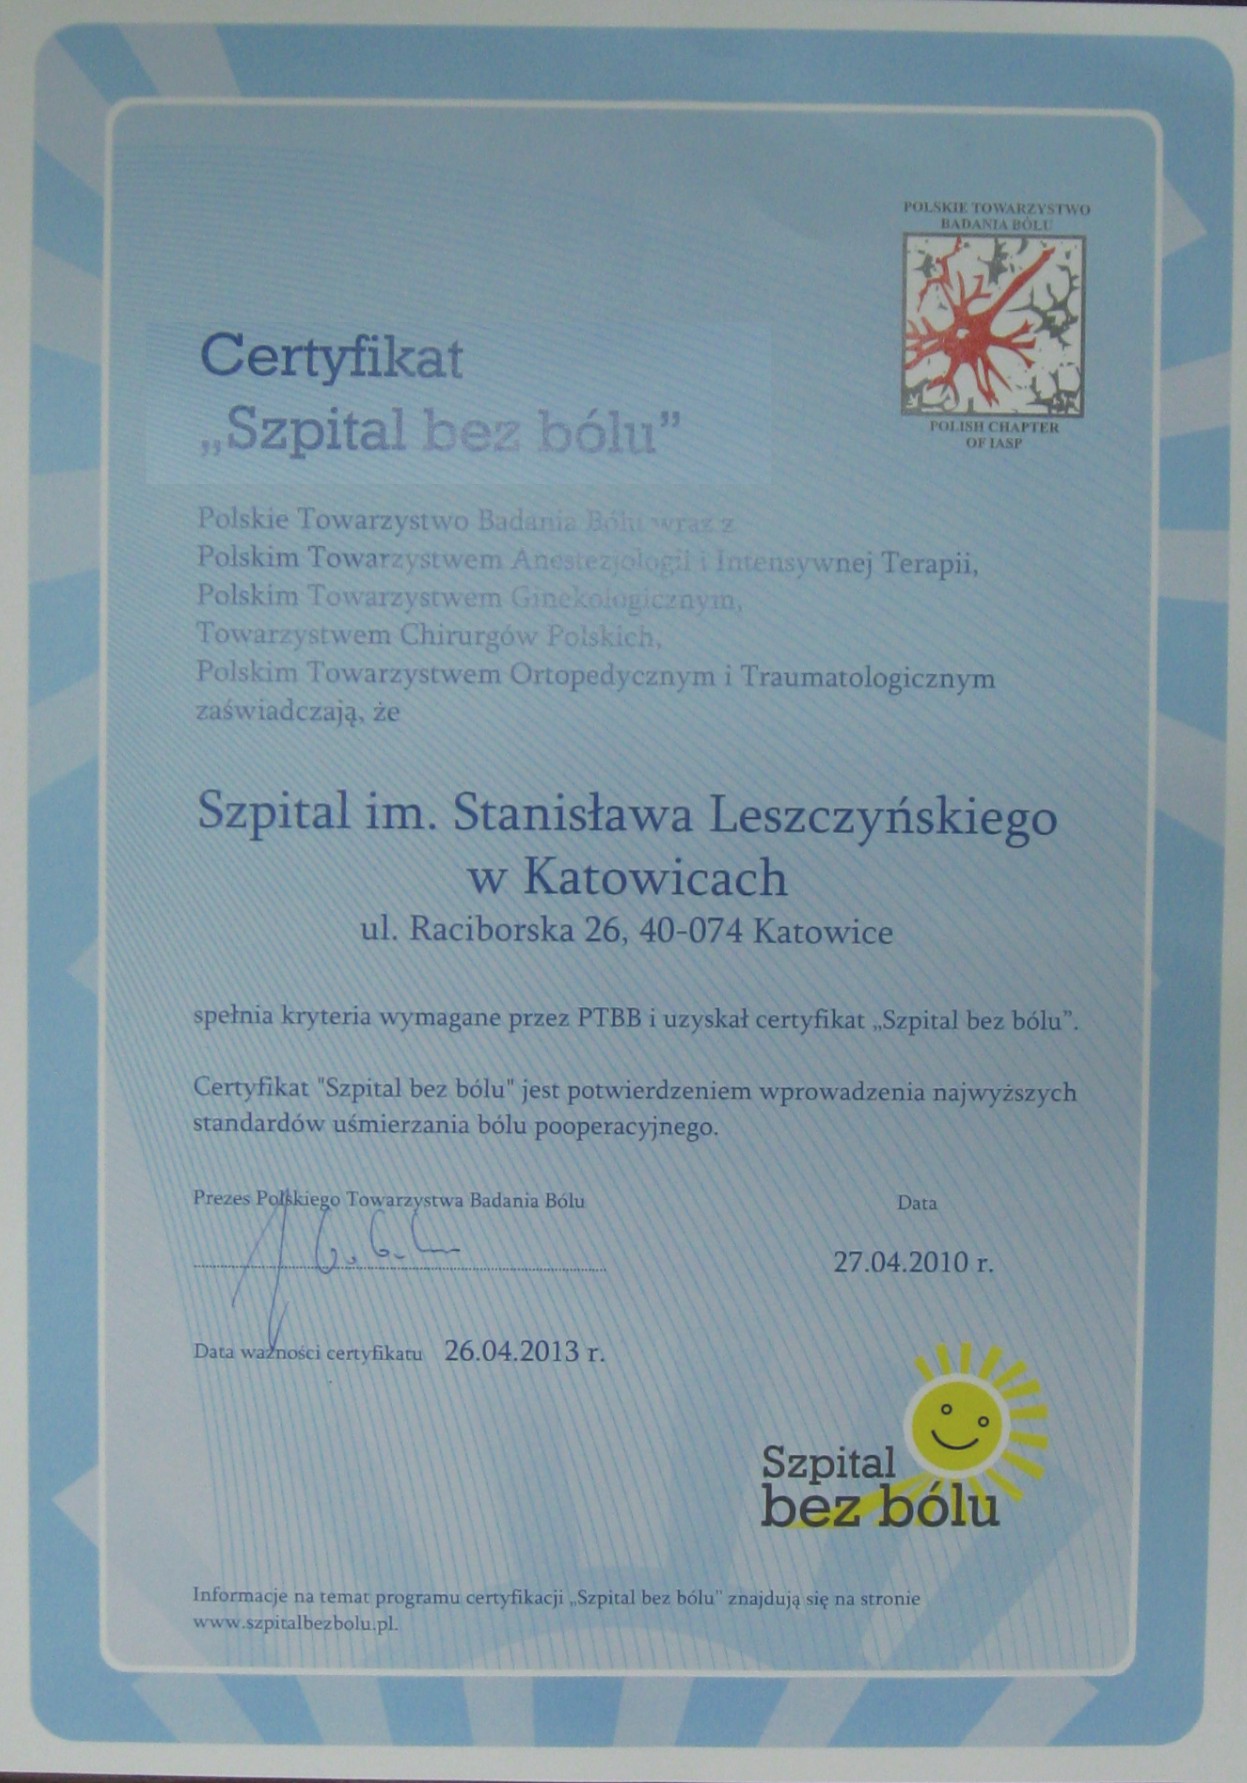 POLSKIE TOWARZYSTWO
BADANIA BÓLU
POLISH CHAPTER
OF IASP
Certyfikat
„Szpital bez bólu”
Polskie Towarzystwo Badania Bólu wraz z
Polskim Towarzystwem Anestezjologii i Intensywnej Terapii,
Polskim Towarzystwem Ginekologicznym,
Towarzystwem Chirurgów Polskich,
Polskim Towarzystwem Ortopedycznym i Traumatologicznym
zaświadczają, że
Szpital im. Stanisława Leszczyńskiego
w Katowicach
ul. Raciborska 26, 40-074 Katowice
spełnia kryteria wymagane przez PTBB i uzyskał certyfikat „Szpital bez bólu”.
Certyfikat "Szpital bez bólu" jest potwierdzeniem wprowadzenia najwyższych
standardów uśmierzania bólu pooperacyjnego.
Prezes Polskiego Towarzystwa Badania Bólu
Data
27.04.2010 r.
Data ważności certyfikatu 26.04.2013 r.
Szpital
bez bólu
Informacje na temat programu certyfikacji „Szpital bez bólu” znajdują się na stronie
www.szpitalbezbolu.pl.